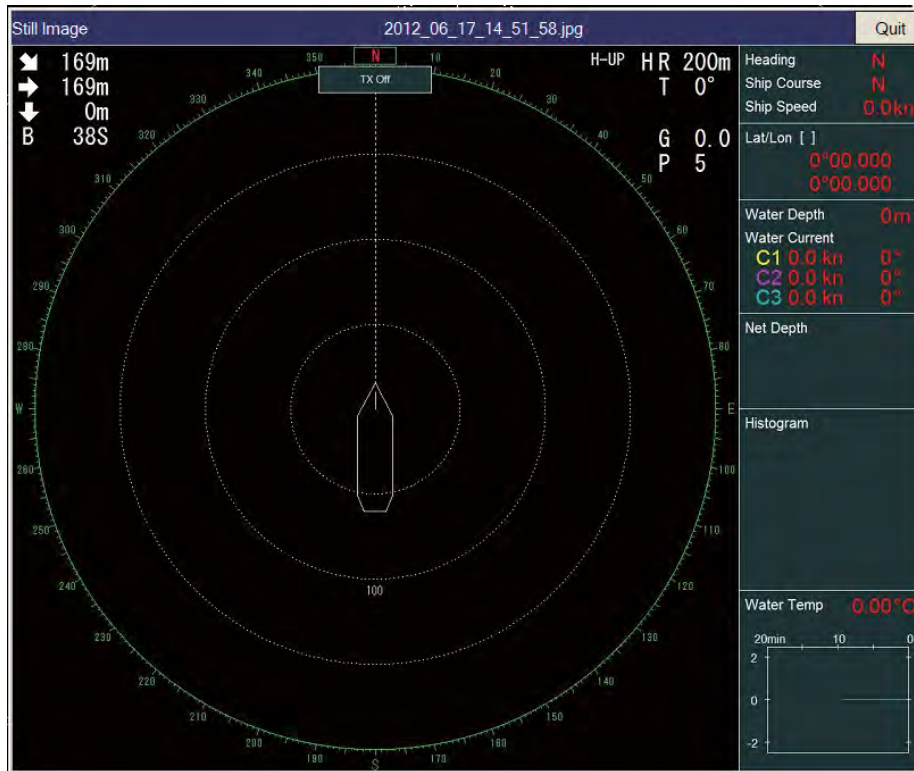 Still Image 2012_06_17_14_51_58.jpg Quit
169m
169m
0m
B 38S
H-UP HR 200m
T 0°
G 0.0
P 5
N
TX Off
350
10
340
20
330
30
320
40
310
50
300
60
290
70
280
80
W
E
260
100
250
110
240
120
230
130
220
140
210
150
200
160
190
170
S
100
Heading N
Ship Course N
Ship Speed 0.0kn
Lat/Lon [ ]
0°00.000
0°00.000
Water Depth 0m
Water Current
C1 0.0 kn 0°
C2 0.0 kn 0°
C3 0.0 kn 0°
Net Depth
Histogram
Water Temp 0.00°C
20min 10 0
2
0
-2